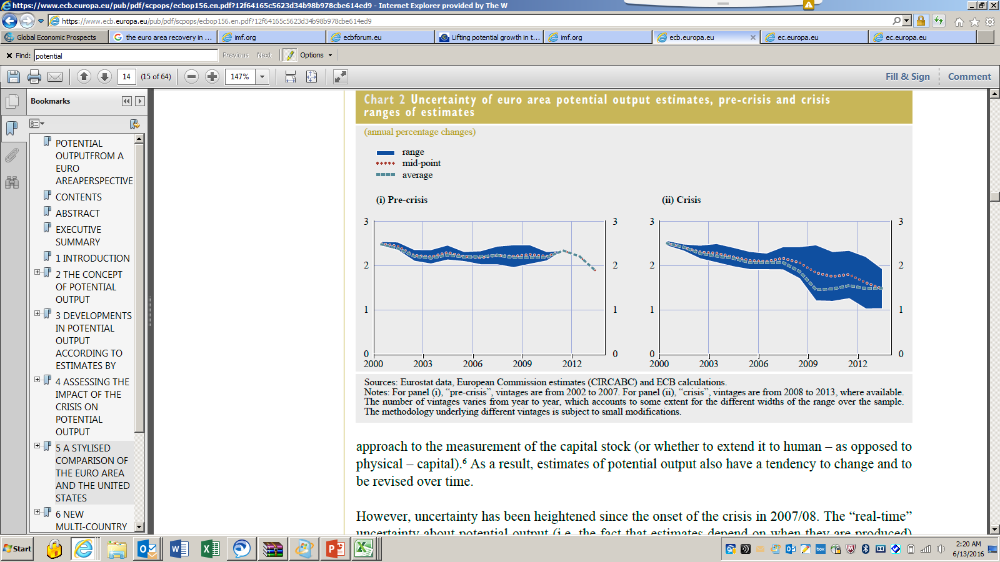 https://www.ecb.europa.eu/pub/pdf/scpops/ecbop156.en.pdf?12f64165c5623d34b98b978cbe614ed9 - Internet Explorer provided by The W
https://www.ecb.europa.eu/pub/pdf/scpops/ecbop156.en.pdf?12f64165c5623d34b98b978cbe614ed9
Global Economic Prospects
the euro area recovery in ...
imf.org
ecbforum.eu
Lifting potential growth in t...
imf.org
ecb.europa.eu
ec.europa.eu
ec.europa.eu
Find: potential
Previous
Next
Options
14
(15 of 64)
147%
Fill & Sign
Comment
Bookmarks
POTENTIAL
OUTPUTFROM A
EURO
AREAPERSPECTIVE
CONTENTS
ABSTRACT
EXECUTIVE
SUMMARY
1 INTRODUCTION
2 THE CONCEPT
OF POTENTIAL
OUTPUT
3 DEVELOPMENTS
IN POTENTIAL
OUTPUT
ACCORDING TO
ESTIMATES BY
4 ASSESSING THE
IMPACT OF THE
CRISIS ON
POTENTIAL
OUTPUT
5 A STYLISED
COMPARISON OF
THE EURO AREA
AND THE UNITED
STATES
6 NEW
MULTI-COUNTRY
Chart 2 Uncertainty of euro area potential output estimates, pre-crisis and crisis
ranges of estimates
(annual percentage changes)
range
mid-point
average
(i) Pre-crisis
3 3
2 2
1 1
0 0
2000 2003 2006 2009 2012
(ii) Crisis
3 3
2 2
1 1
0 0
2000 2003 2006 2009 2012
Sources: Eurostat data, European Commission estimates (CIRCABC) and ECB calculations.
Notes: For panel (i), “pre-crisis”, vintages are from 2002 to 2007. For panel (ii), “crisis”, vintages are from 2008 to 2013, where available.
The number of vintages varies from year to year, which accounts to some extent for the different widths of the range over the sample.
The methodology underlying different vintages is subject to small modifications.
approach to the measurement of the capital stock (or whether to extend it to human – as opposed to
physical – capital).⁶ As a result, estimates of potential output also have a tendency to change and to
be revised over time.
However, uncertainty has been heightened since the onset of the crisis in 2007/08. The “real-time”
uncertainty about potential output (i.e. the fact that estimates depend on when they are produced)
Start
2:20 AM
6/13/2016